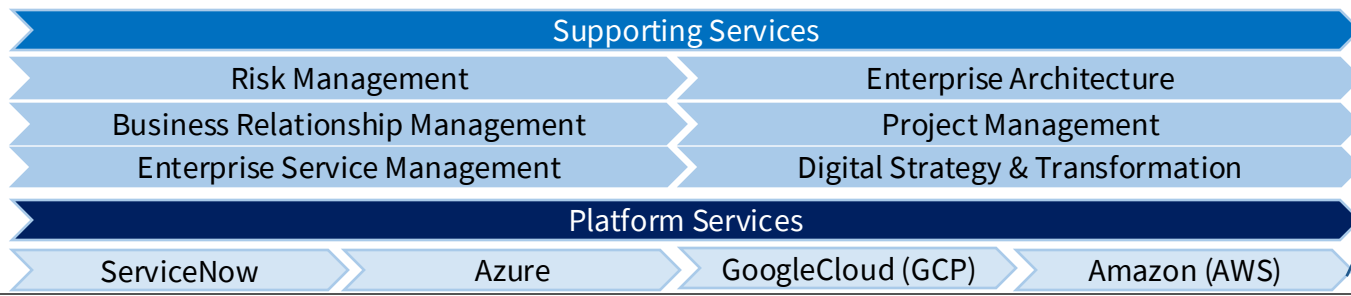 Supporting Services
Risk Management
Enterprise Architecture
Business Relationship Management
Project Management
Enterprise Service Management
Digital Strategy & Transformation
Platform Services
ServiceNow
Azure
GoogleCloud (GCP)
Amazon (AWS)